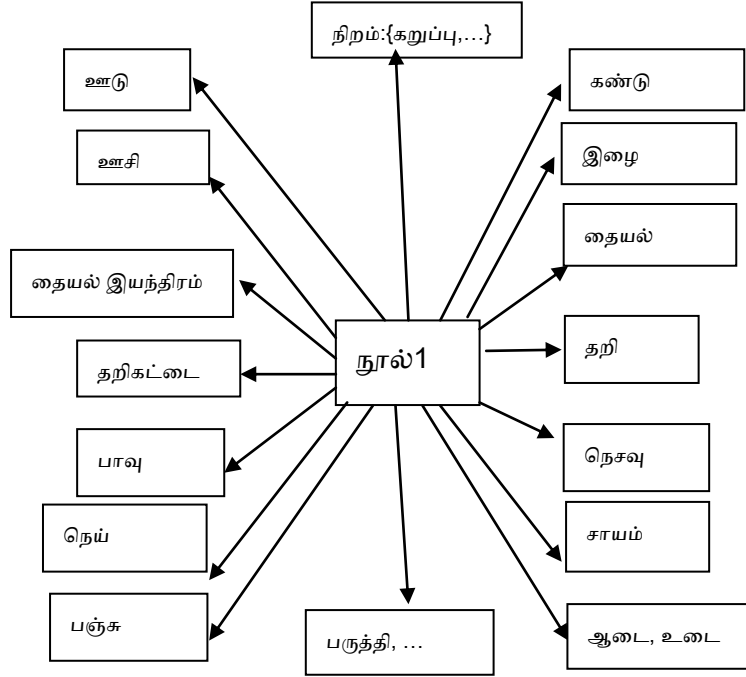 நிறம்:{கறுப்பு,…}
ஊடு
கண்டு
ஊசி
இழை
தையல்
தையல் இயந்திரம்
நூல்1
தறி
தறிகட்டை
பாவு
நெசவு
நெய்
சாயம்
பஞ்சு
பருத்தி, …
ஆடை, உடை